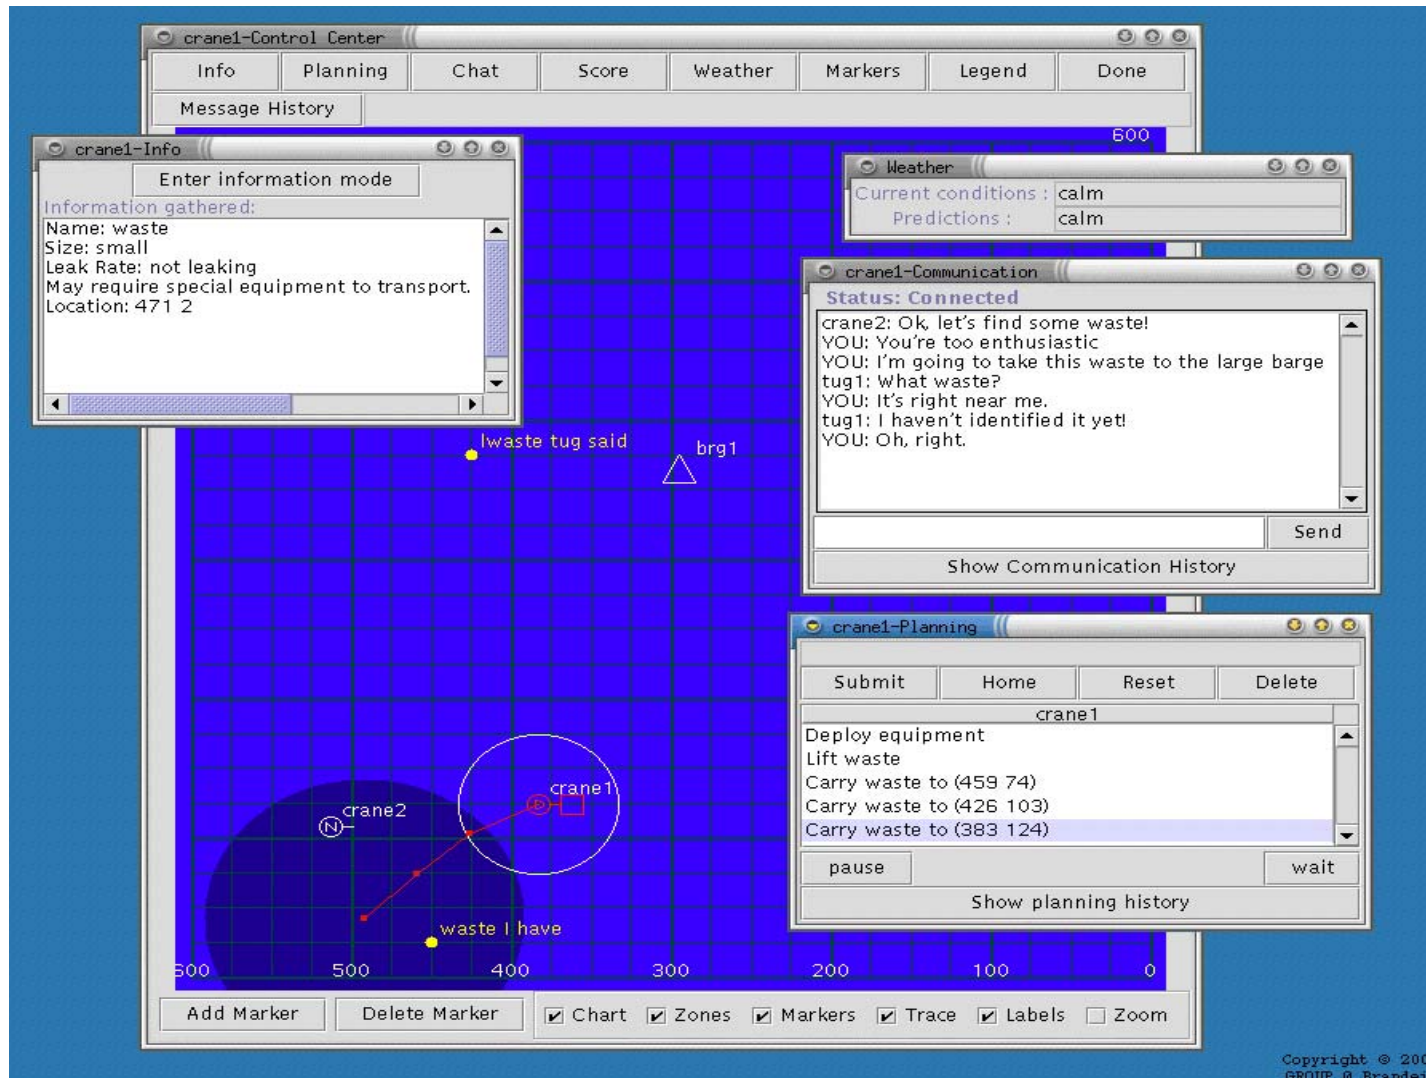 crane1-Control Center
Info Planning Chat Score Weather Markers Legend Done
Message History
600
crane1-Info
Enter information mode
Information gathered:
Name: waste
Size: small
Leak Rate: not leaking
May require special equipment to transport.
Location: 471 2
Weather
Current conditions : calm
Predictions : calm
crane1-Communication
Status: Connected
crane2: Ok, let's find some waste!
YOU: You're too enthusiastic
YOU: I'm going to take this waste to the large barge
tug1: What waste?
YOU: It's right near me.
tug1: I haven't identified it yet!
YOU: Oh, right.
Send
Show Communication History
lwaste tug said
brg1
crane1-Planning
Submit Home Reset Delete
crane1
Deploy equipment
Lift waste
Carry waste to (459 74)
Carry waste to (426 103)
Carry waste to (383 124)
pause wait
Show planning history
crane1
D
crane2
N
waste I have
600 500 400 300 200 100 0
Add Marker Delete Marker Chart Zones Markers Trace Labels Zoom
Copyright © 200
GROUP @ Brandei